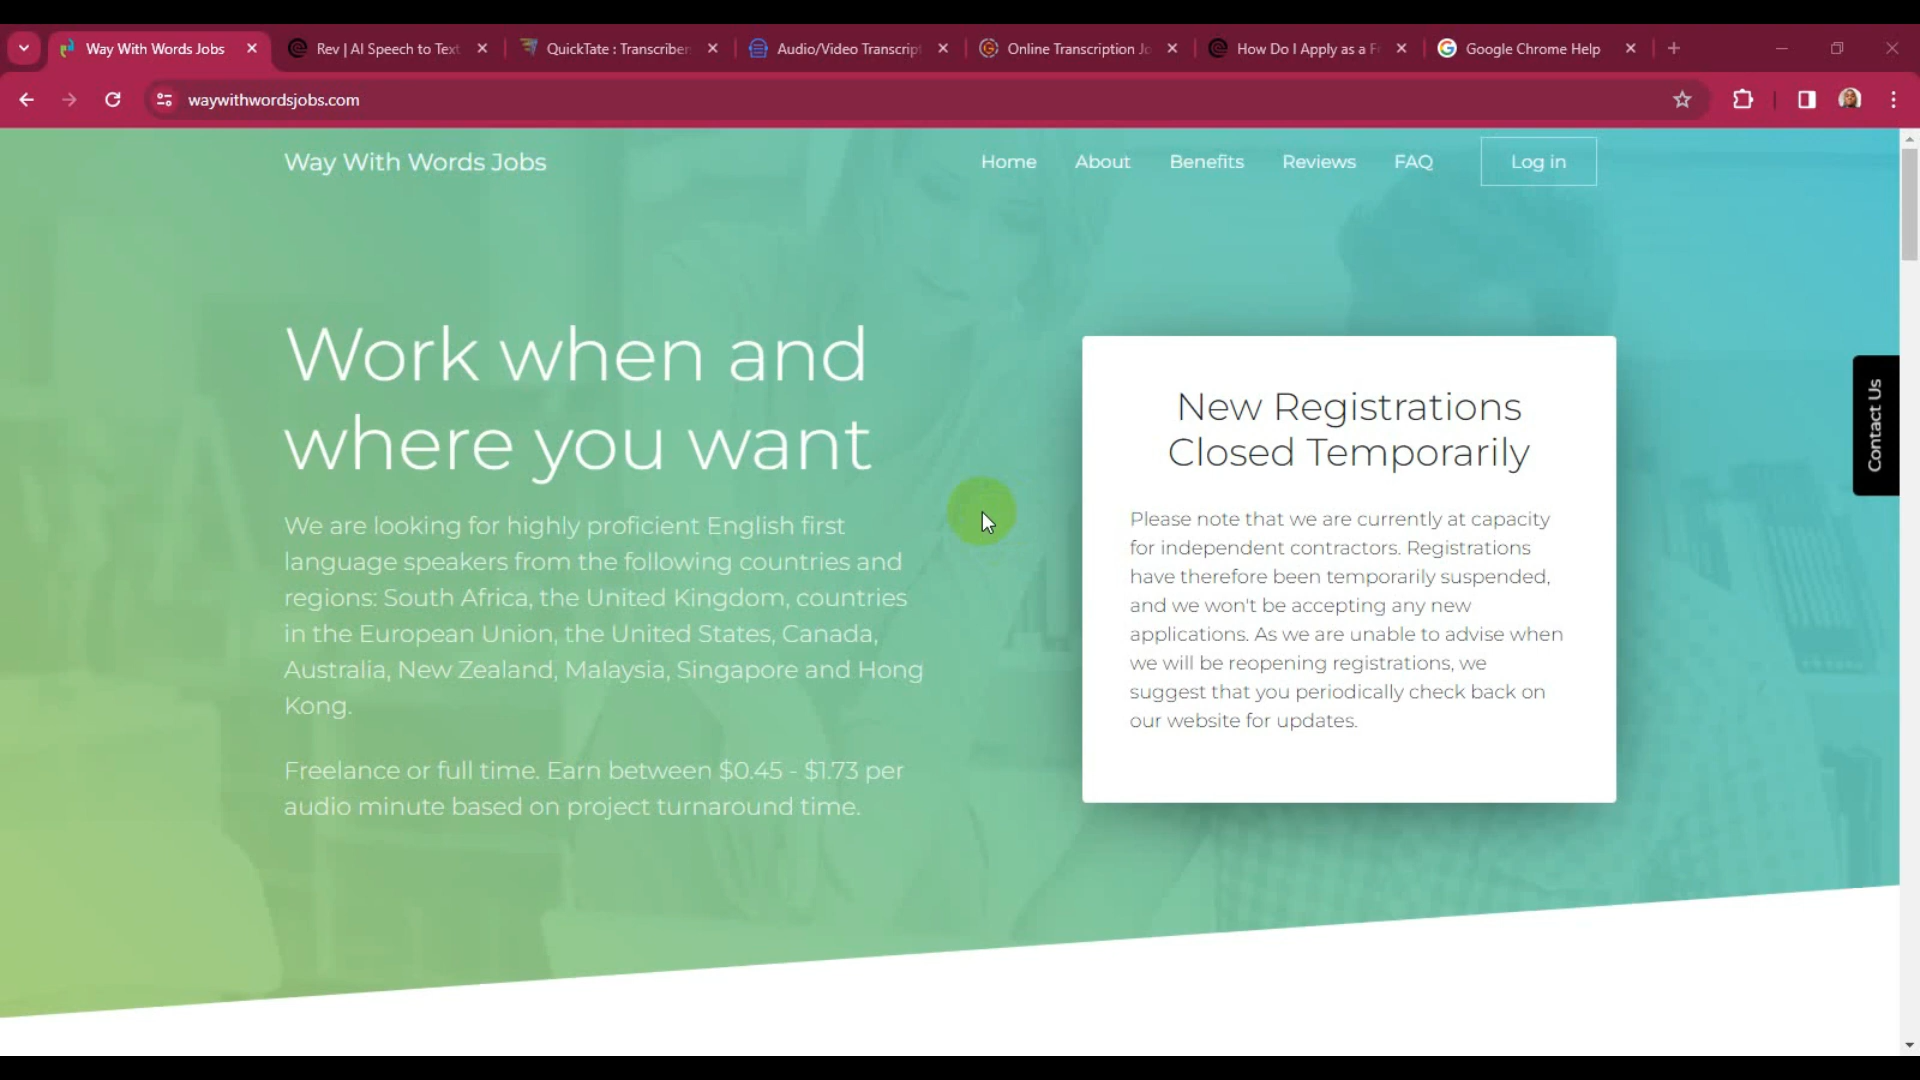 Way With Words Jobs
Rev | AI Speech to Text
QuickTate : Transcriber
Audio/Video Transcript
Online Transcription Jo
How Do I Apply as a F
Google Chrome Help
waywithwordsjobs.com
Way With Words Jobs
Home
About
Benefits
Reviews
FAQ
Log in
Work when and
where you want
We are looking for highly proficient English first
language speakers from the following countries and
regions: South Africa, the United Kingdom, countries
in the European Union, the United States, Canada,
Australia, New Zealand, Malaysia, Singapore and Hong
Kong.
Freelance or full time. Earn between $0.45 - $1.73 per
audio minute based on project turnaround time.
New Registrations
Closed Temporarily
Please note that we are currently at capacity
for independent contractors. Registrations
have therefore been temporarily suspended,
and we won't be accepting any new
applications. As we are unable to advise when
we will be reopening registrations, we
suggest that you periodically check back on
our website for updates.
Contact Us